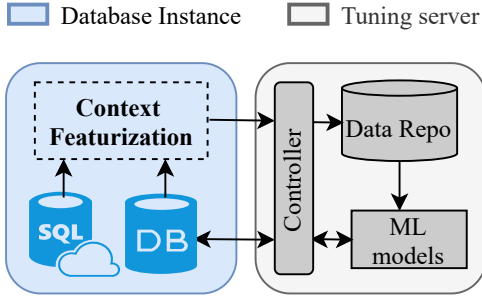 Database Instance
Tuning server
Context
Featurization
SQL
DB
Controller
Data Repo
ML
models